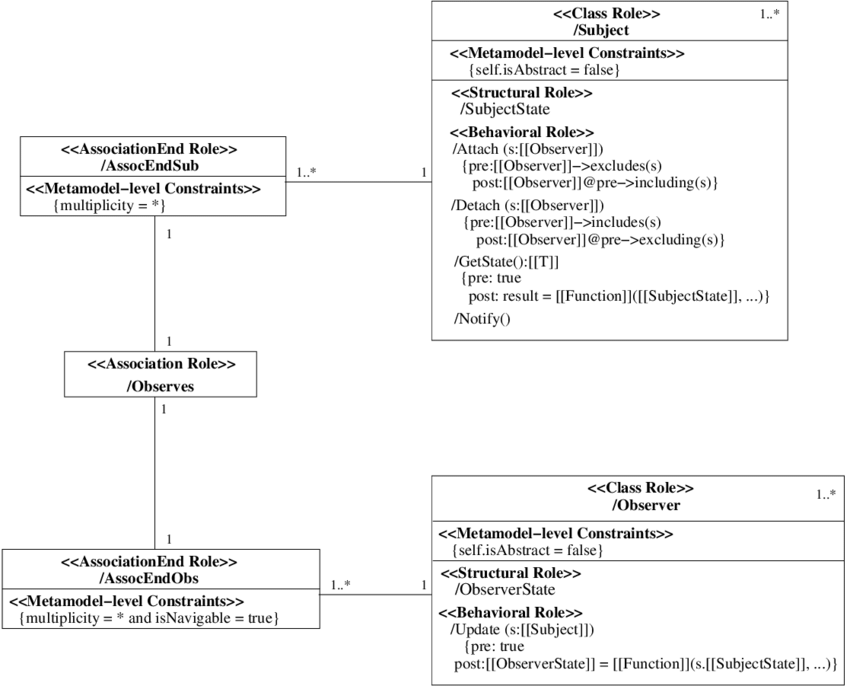 <<Class Role>>
1..*
/Subject
<<Metamodel−level Constraints>>
{self.isAbstract = false}
<<Structural Role>>
/SubjectState
<<Behavioral Role>>
/Attach (s:[[Observer]])
{pre:[[Observer]]−>excludes(s)
post:[[Observer]]@pre−>including(s)}
/Detach (s:[[Observer]])
{pre:[[Observer]]−>includes(s)
post:[[Observer]]@pre−>excluding(s)}
/GetState():[[T]]
{pre: true
post: result = [[Function]]([[SubjectState]], ...)}
/Notify()
<<AssociationEnd Role>>
/AssocEndSub
<<Metamodel−level Constraints>>
{multiplicity = *}
1..*
1
1
1
<<Association Role>>
/Observes
1
1
<<AssociationEnd Role>>
/AssocEndObs
<<Metamodel−level Constraints>>
{multiplicity = * and isNavigable = true}
1..*
1
<<Class Role>>
1..*
/Observer
<<Metamodel−level Constraints>>
{self.isAbstract = false}
<<Structural Role>>
/ObserverState
<<Behavioral Role>>
/Update (s:[[Subject]])
{pre: true
post:[[ObserverState]] = [[Function]](s.[[SubjectState]], ...)}